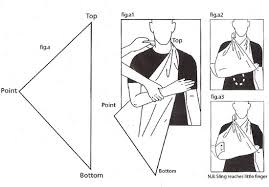 Top
fig.a
Point
Bottom
fig.a1
Top
Point
Bottom
fig.a2
fig.a3
N.B. Sling reaches little finger